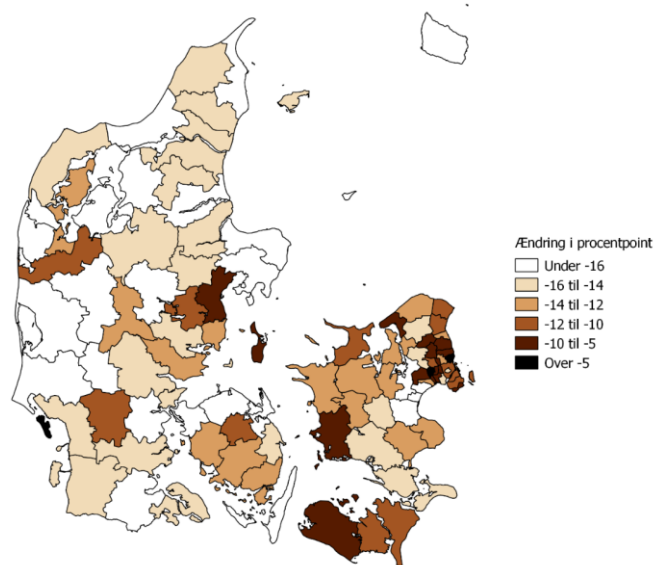 Ændring i procentpoint
Under -16
-16 til -14
-14 til -12
-12 til -10
-10 til -5
Over -5